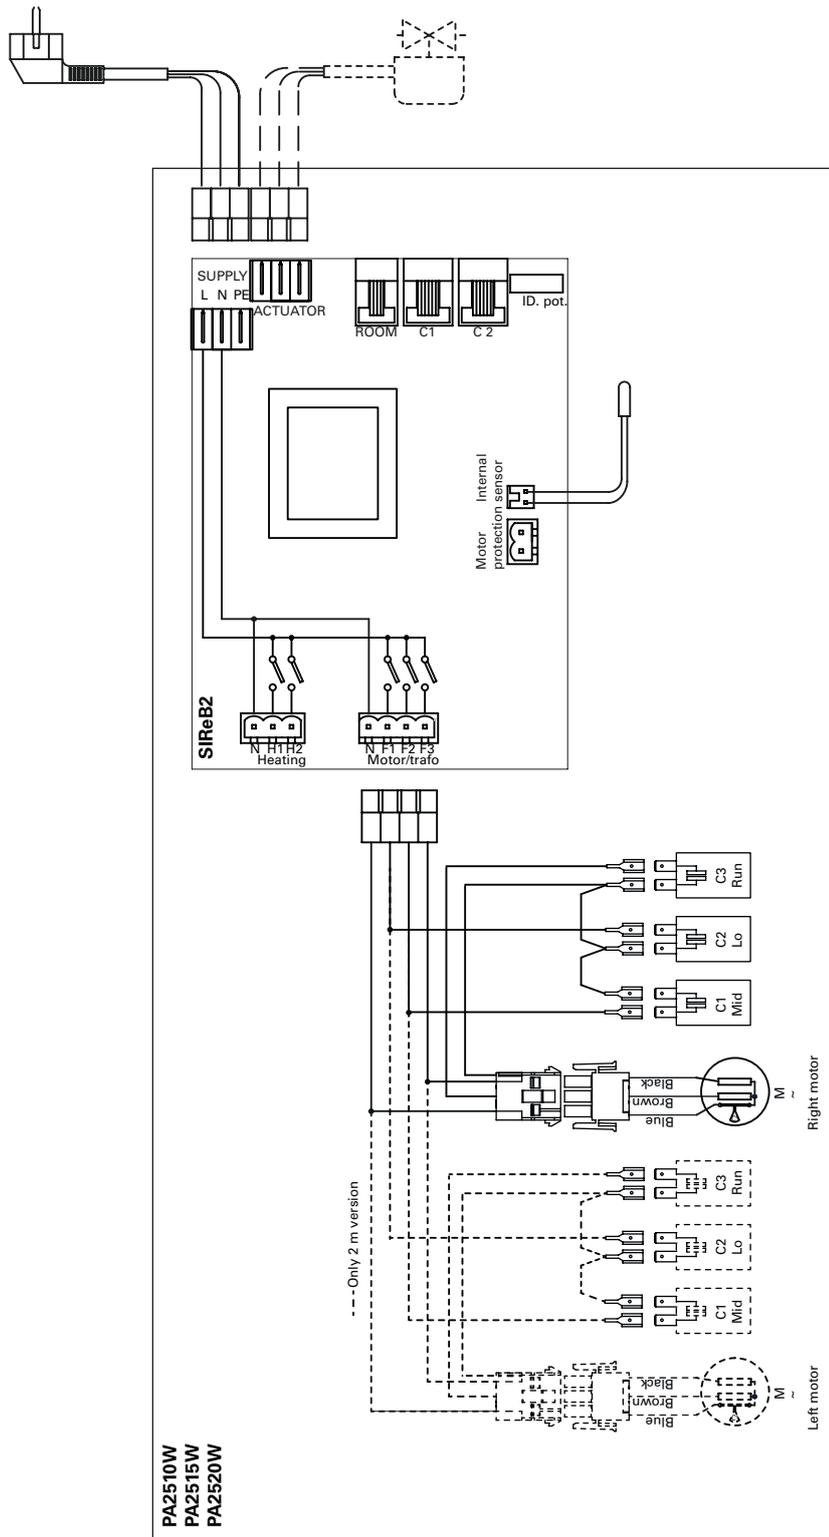 SUPPLY
L N PE
ACTUATOR
ROOM
C1
C 2
ID. pot.
Internal
sensor
Motor
protection
SIReB2
N H1 H2
Heating
N F1 F2 F3
Motor/trafo
C3
Run
C2
Lo
C1
Mid
Black
Brown
Blue
M
~
Right motor
Only 2 m version
C3
Run
C2
Lo
C1
Mid
Black
Brown
Blue
M
~
Left motor
PA2510W
PA2515W
PA2520W